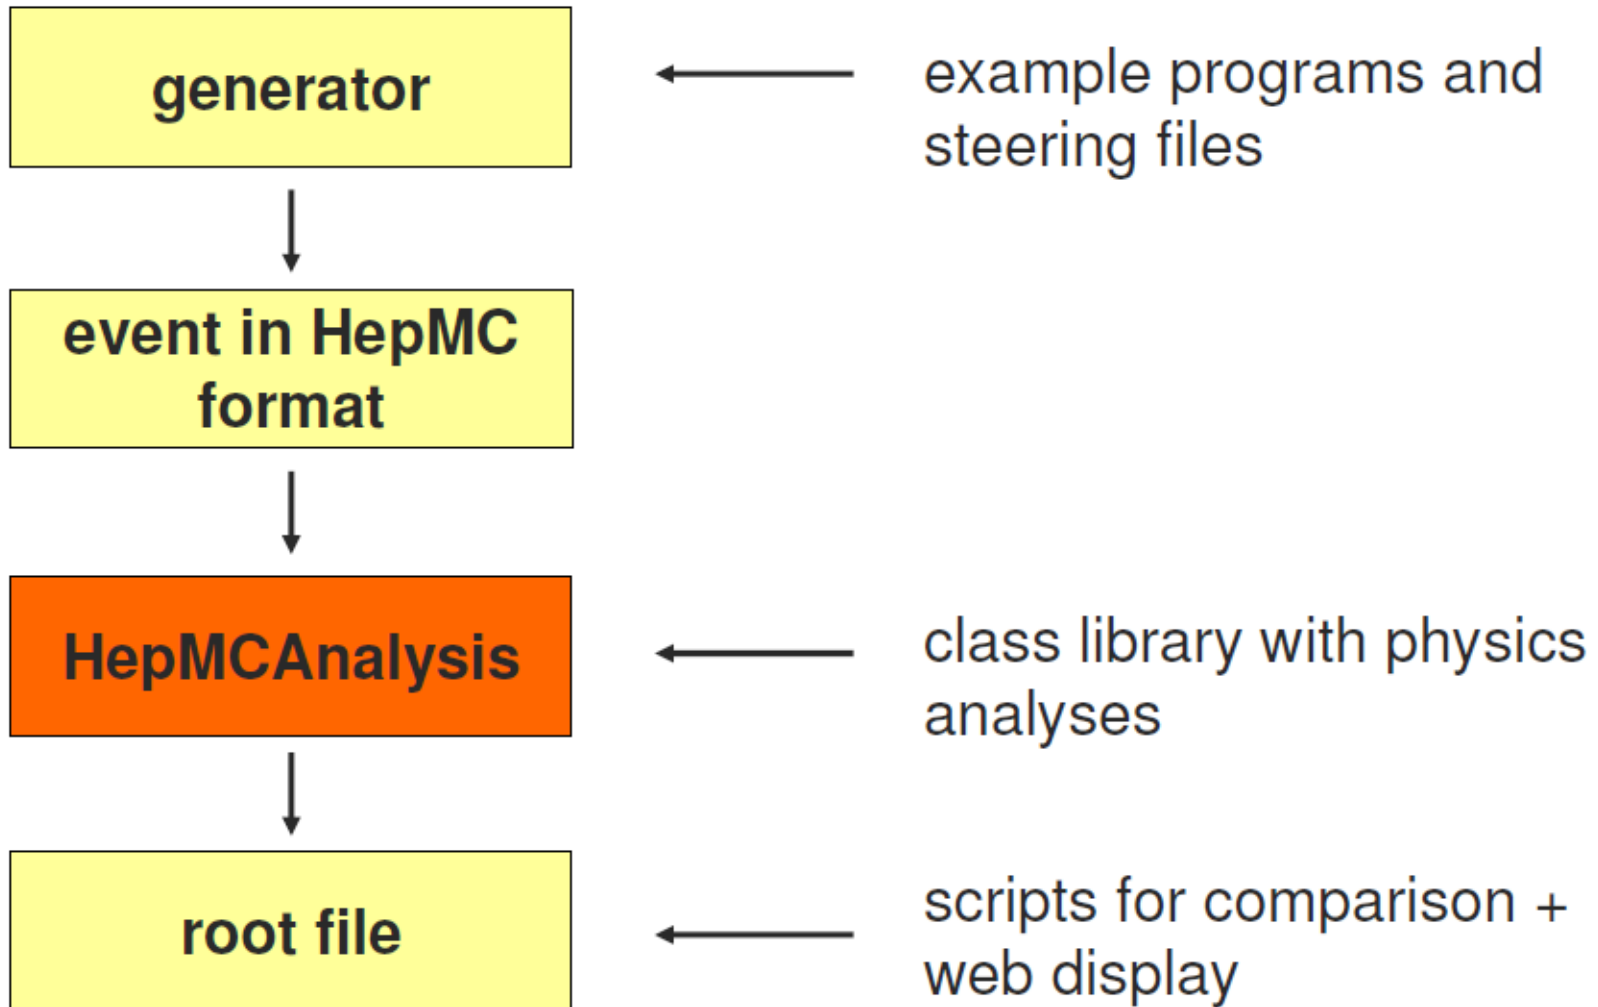 generator
example programs and
steering files
event in HepMC
format
HepMCAnalysis
class library with physics
analyses
root file
scripts for comparison +
web display